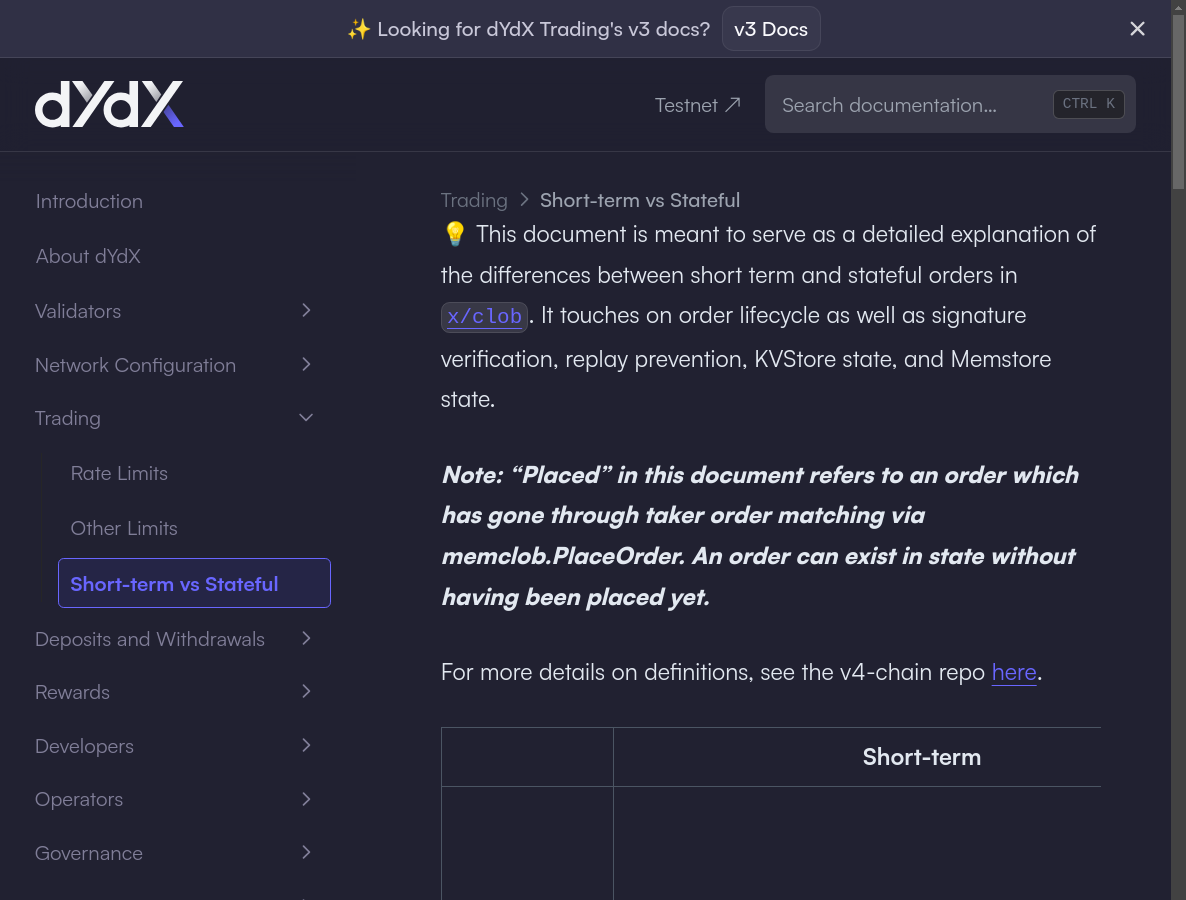 ✨ Looking for dYdX Trading's v3 docs? v3 Docs
dYdX
Testnet
Search documentation…
CTRL K
Introduction
About dYdX
Validators
Network Configuration
Trading
Rate Limits
Other Limits
Short-term vs Stateful
Deposits and Withdrawals
Rewards
Developers
Operators
Governance
Trading > Short-term vs Stateful
💡 This document is meant to serve as a detailed explanation of
the differences between short term and stateful orders in
x/clob. It touches on order lifecycle as well as signature
verification, replay prevention, KVStore state, and Memstore
state.
Note: “Placed” in this document refers to an order which
has gone through taker order matching via
memclob.PlaceOrder. An order can exist in state without
having been placed yet.
For more details on definitions, see the v4-chain repo here.
Short-term